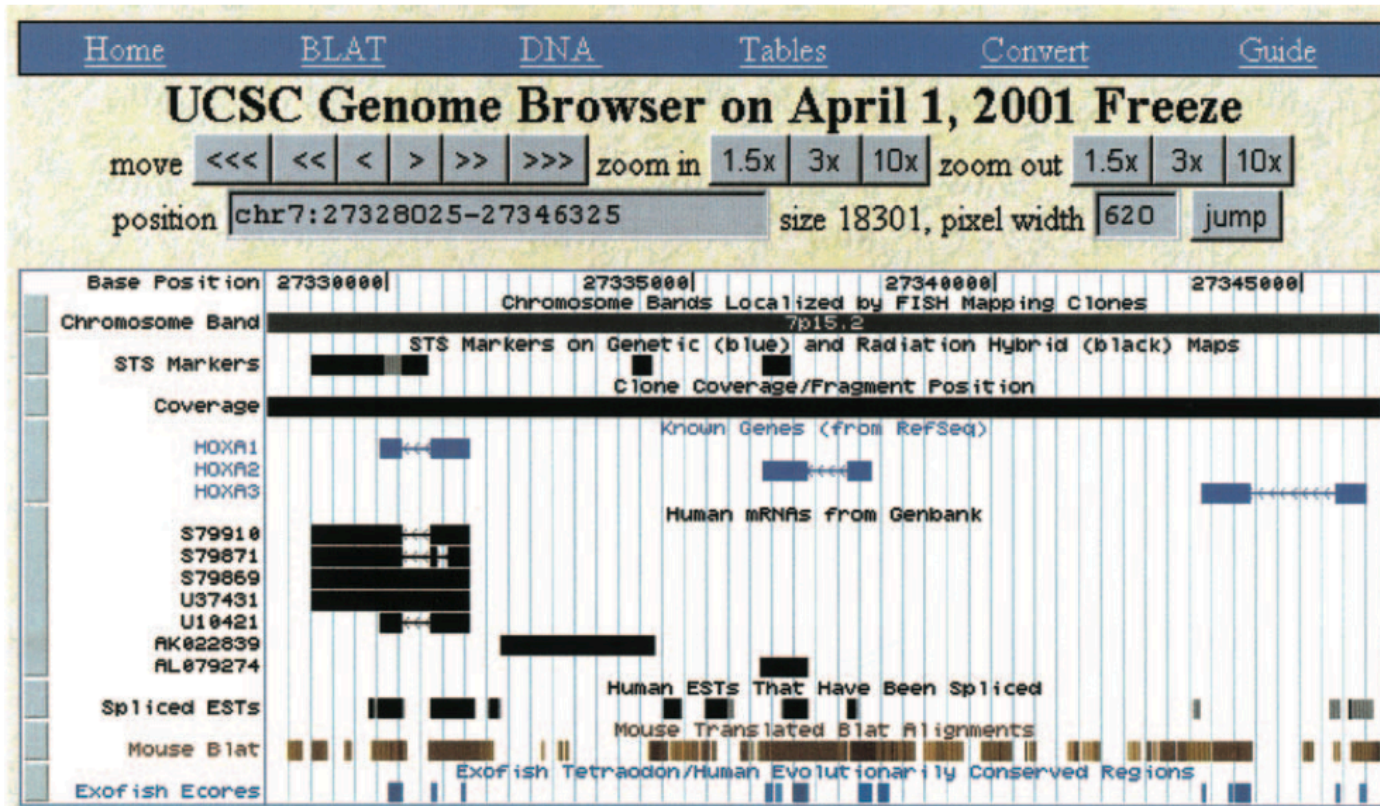 Home BLAT DNA Tables Convert Guide
UCSC Genome Browser on April 1, 2001 Freeze
move <<< << < > >> >>> zoom in 1.5x 3x 10x zoom out 1.5x 3x 10x
position chr7:27328025-27346325 size 18301, pixel width 620 jump
Base Position 27330000| 27335000| 27340000| 27345000|
Chromosome Bands Localized by FISH Mapping Clones
Chromosome Band 7p15.2
STS Markers on Genetic (blue) and Radiation Hybrid (black) Maps
STS Markers
Clone Coverage/Fragment Position
Coverage
Known Genes (from RefSeq)
HOXA1
HOXA2
HOXA3
Human mRNAs from Genbank
S79910
S79871
S79869
U37431
U10421
AK022839
AL079274
Human ESTs That Have Been Spliced
Spliced ESTs
Mouse Translated Blat Alignments
Mouse Blat
Exofish Tetraodon/Human Evolutionarily Conserved Regions
Exofish Ecores